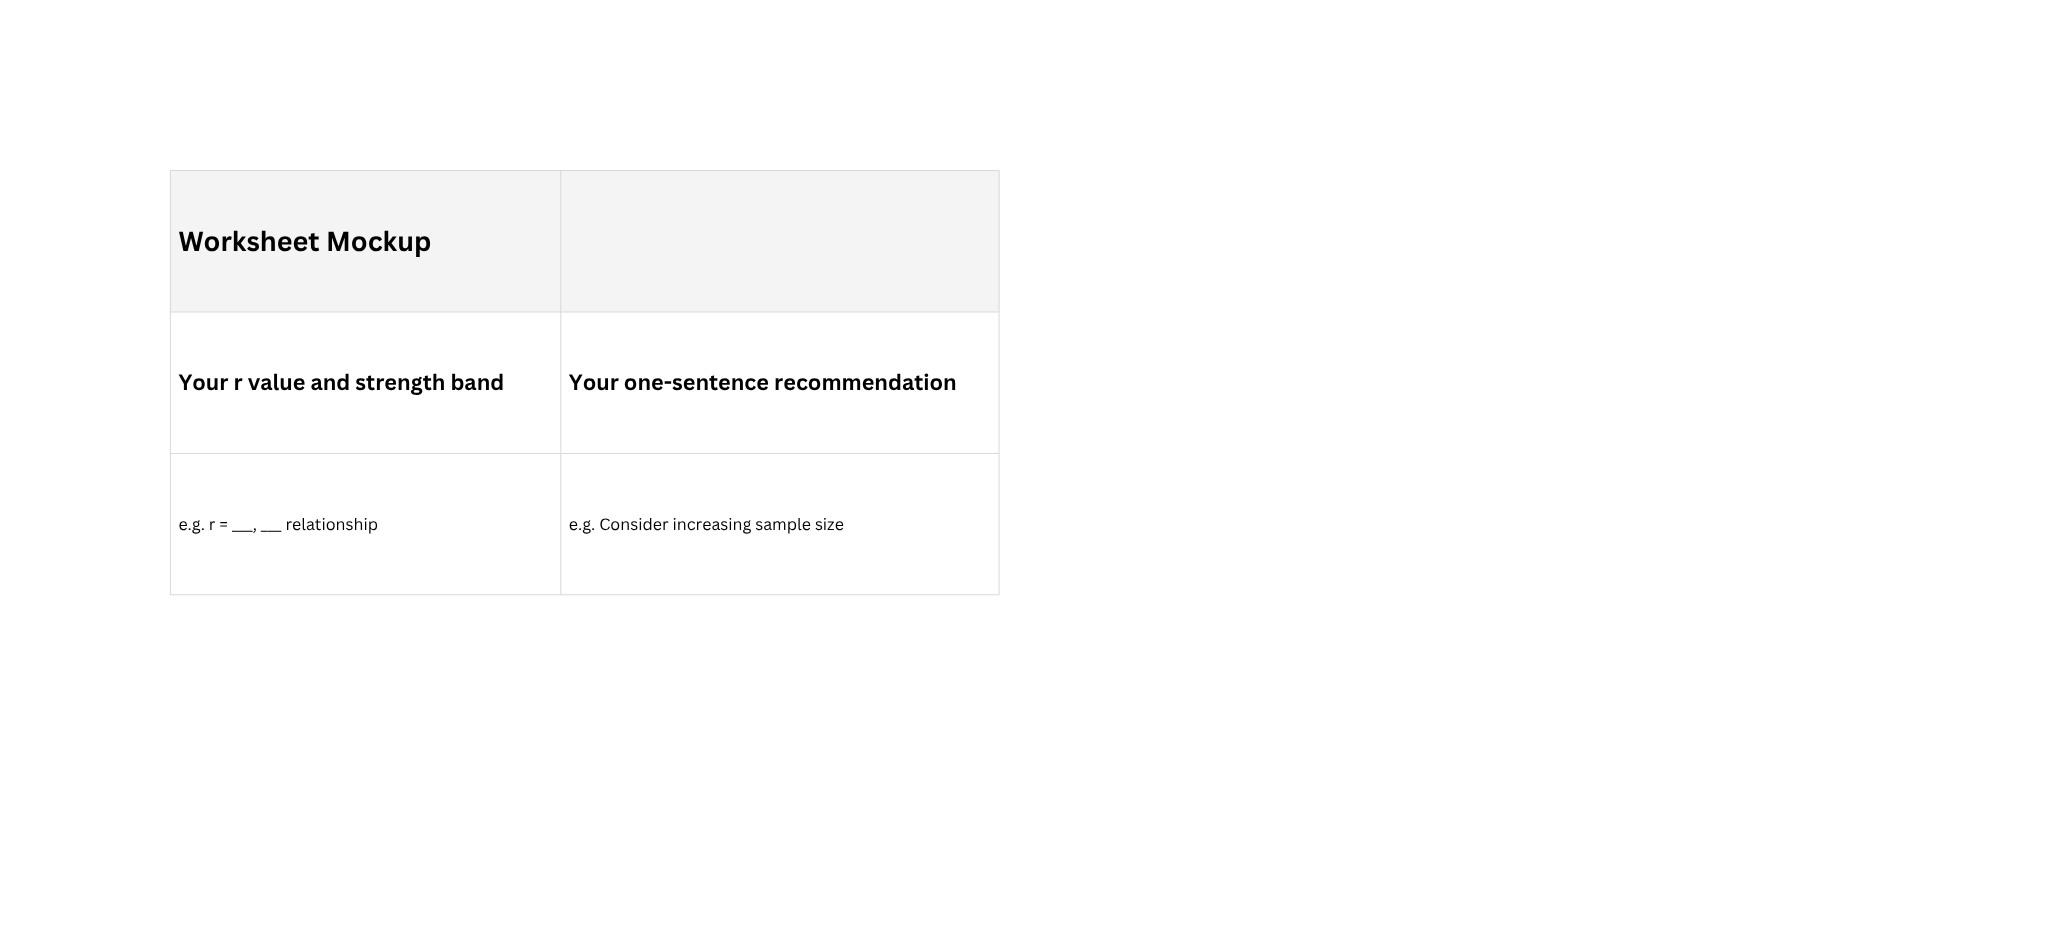 Worksheet Mockup
Your r value and strength band
Your one-sentence recommendation
e.g. r = ___, ___ relationship
e.g. Consider increasing sample size